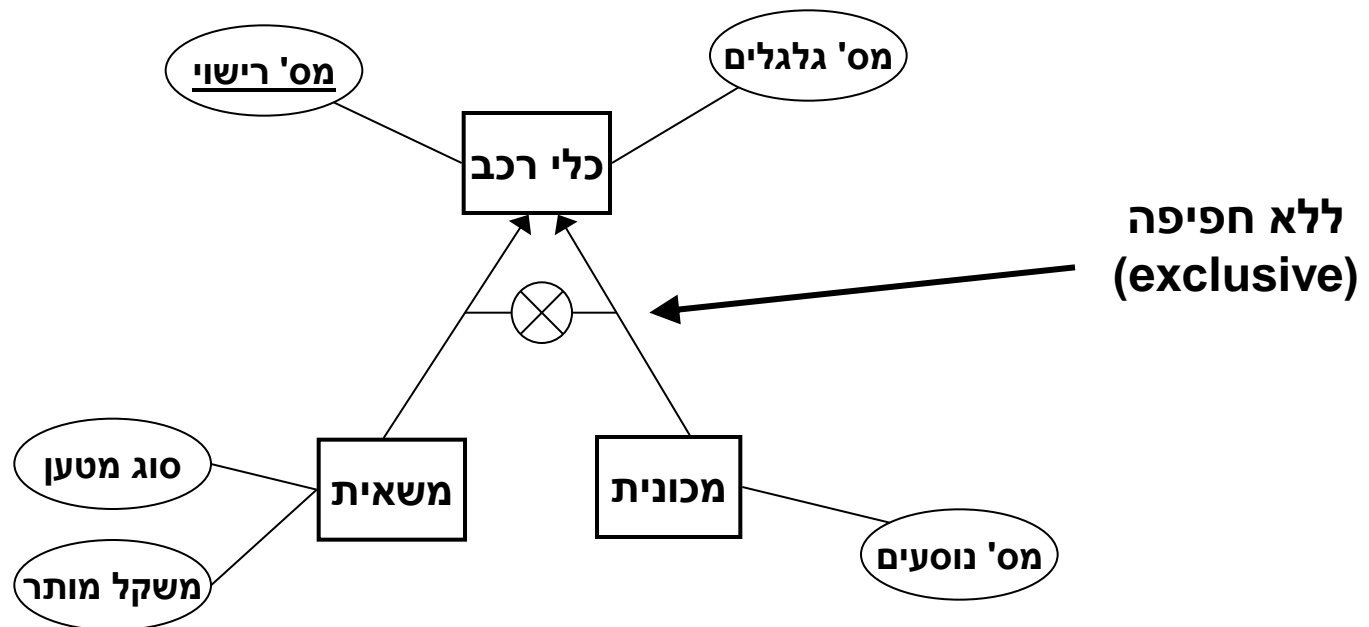 מס' גלגלים
מס' רישוי
כלי רכב
ללא חפיפה
(exclusive)
סוג מטען
משאית
מכונית
מס' נוסעים
משקל מותר